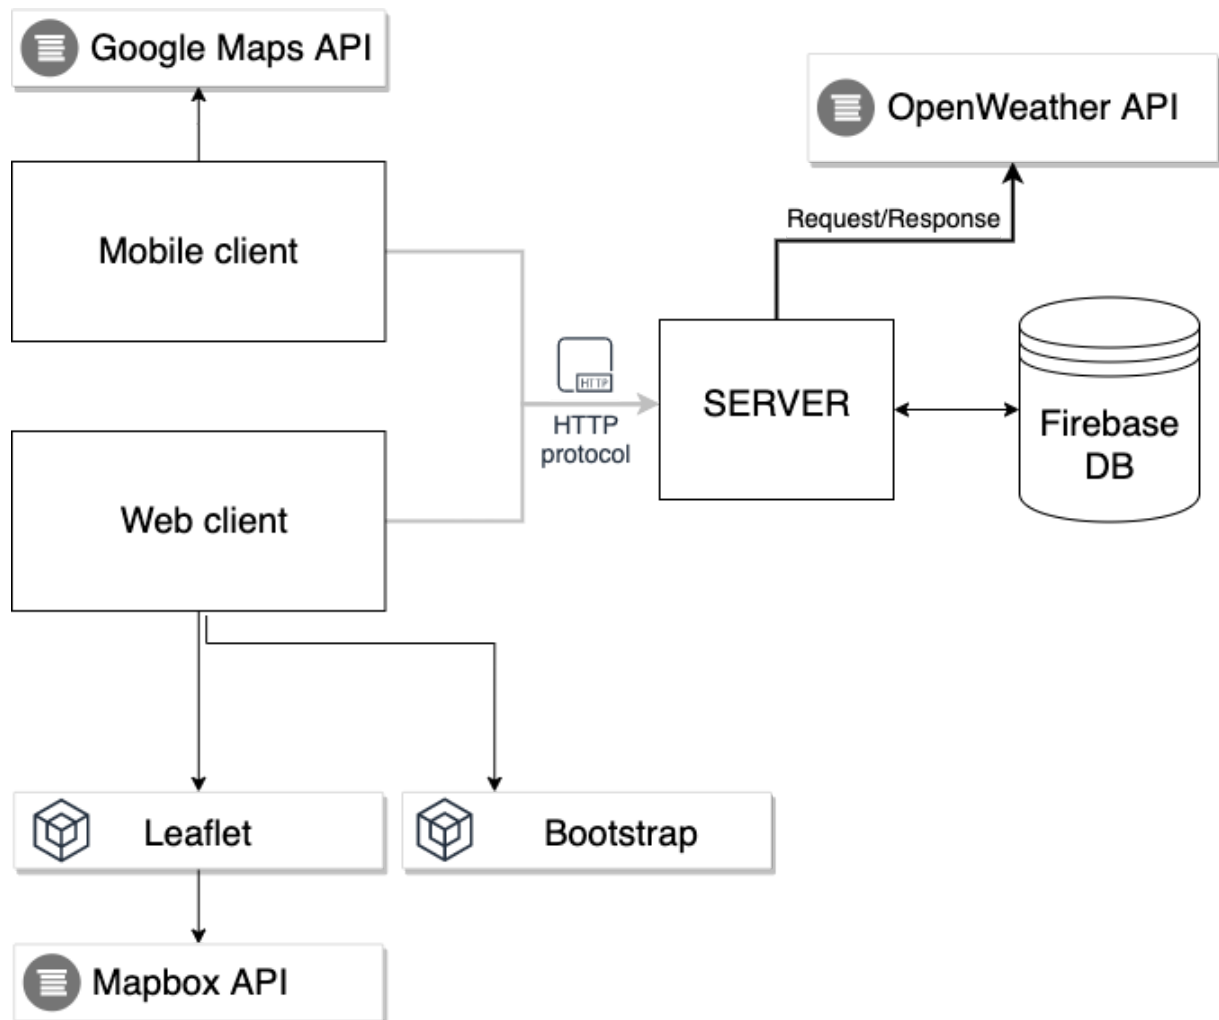 Google Maps API
OpenWeather API
Request/Response
Mobile client
HTTP
HTTP
protocol
SERVER
Firebase
DB
Web client
Leaflet
Bootstrap
Mapbox API